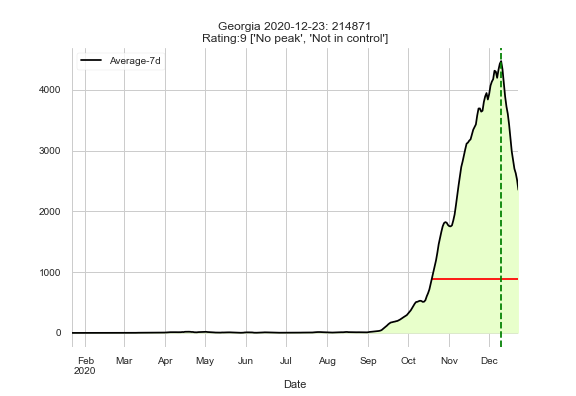 Georgia 2020-12-23: 214871
Rating:9 ['No peak', 'Not in control']
Average-7d
4000
3000
2000
1000
0
Feb Mar Apr May Jun Jul Aug Sep Oct Nov Dec
2020
Date